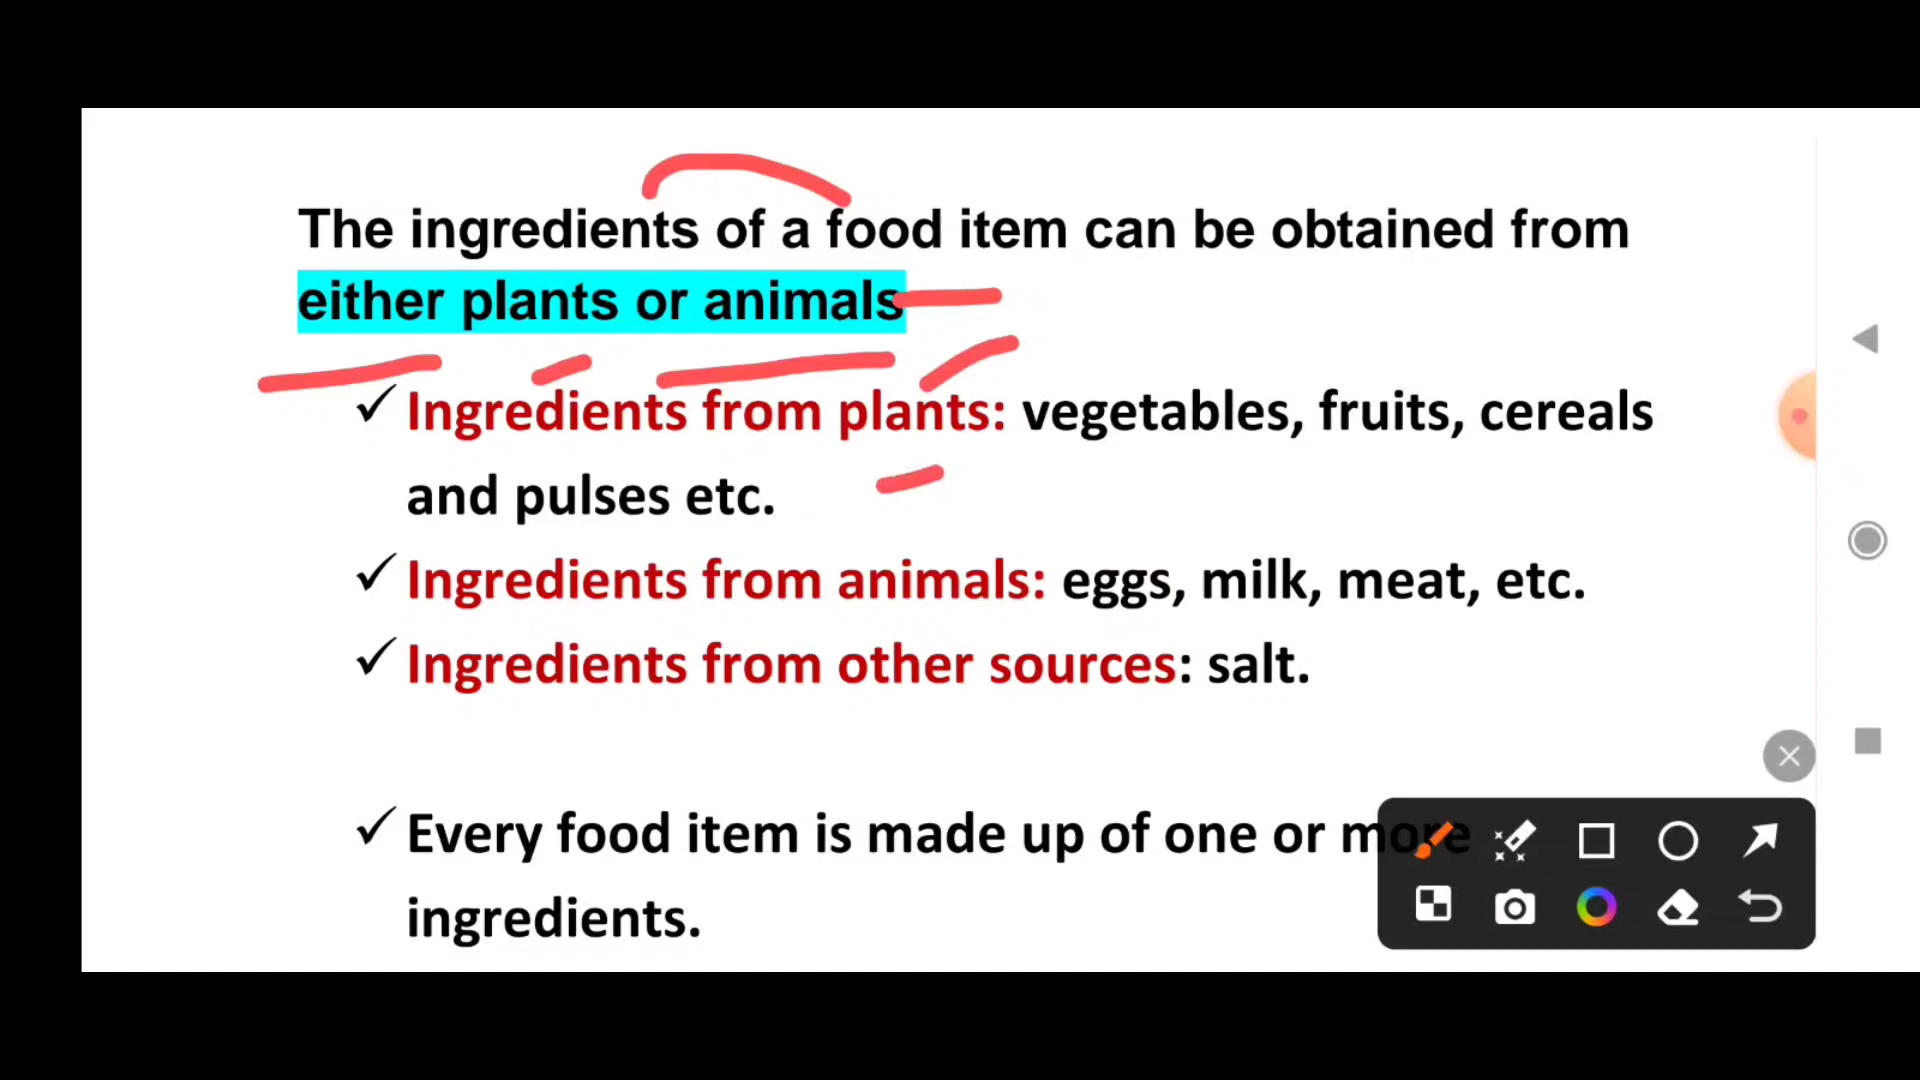 The ingredients of a food item can be obtained from
either plants or animals
✓ Ingredients from plants: vegetables, fruits, cereals
and pulses etc.
✓ Ingredients from animals: eggs, milk, meat, etc.
✓ Ingredients from other sources: salt.
✓ Every food item is made up of one or more
ingredients.